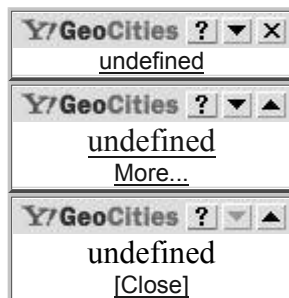 Y!GeoCities ?
undefined
Y!GeoCities ?
undefined
More...
Y!GeoCities ?
undefined
[Close]